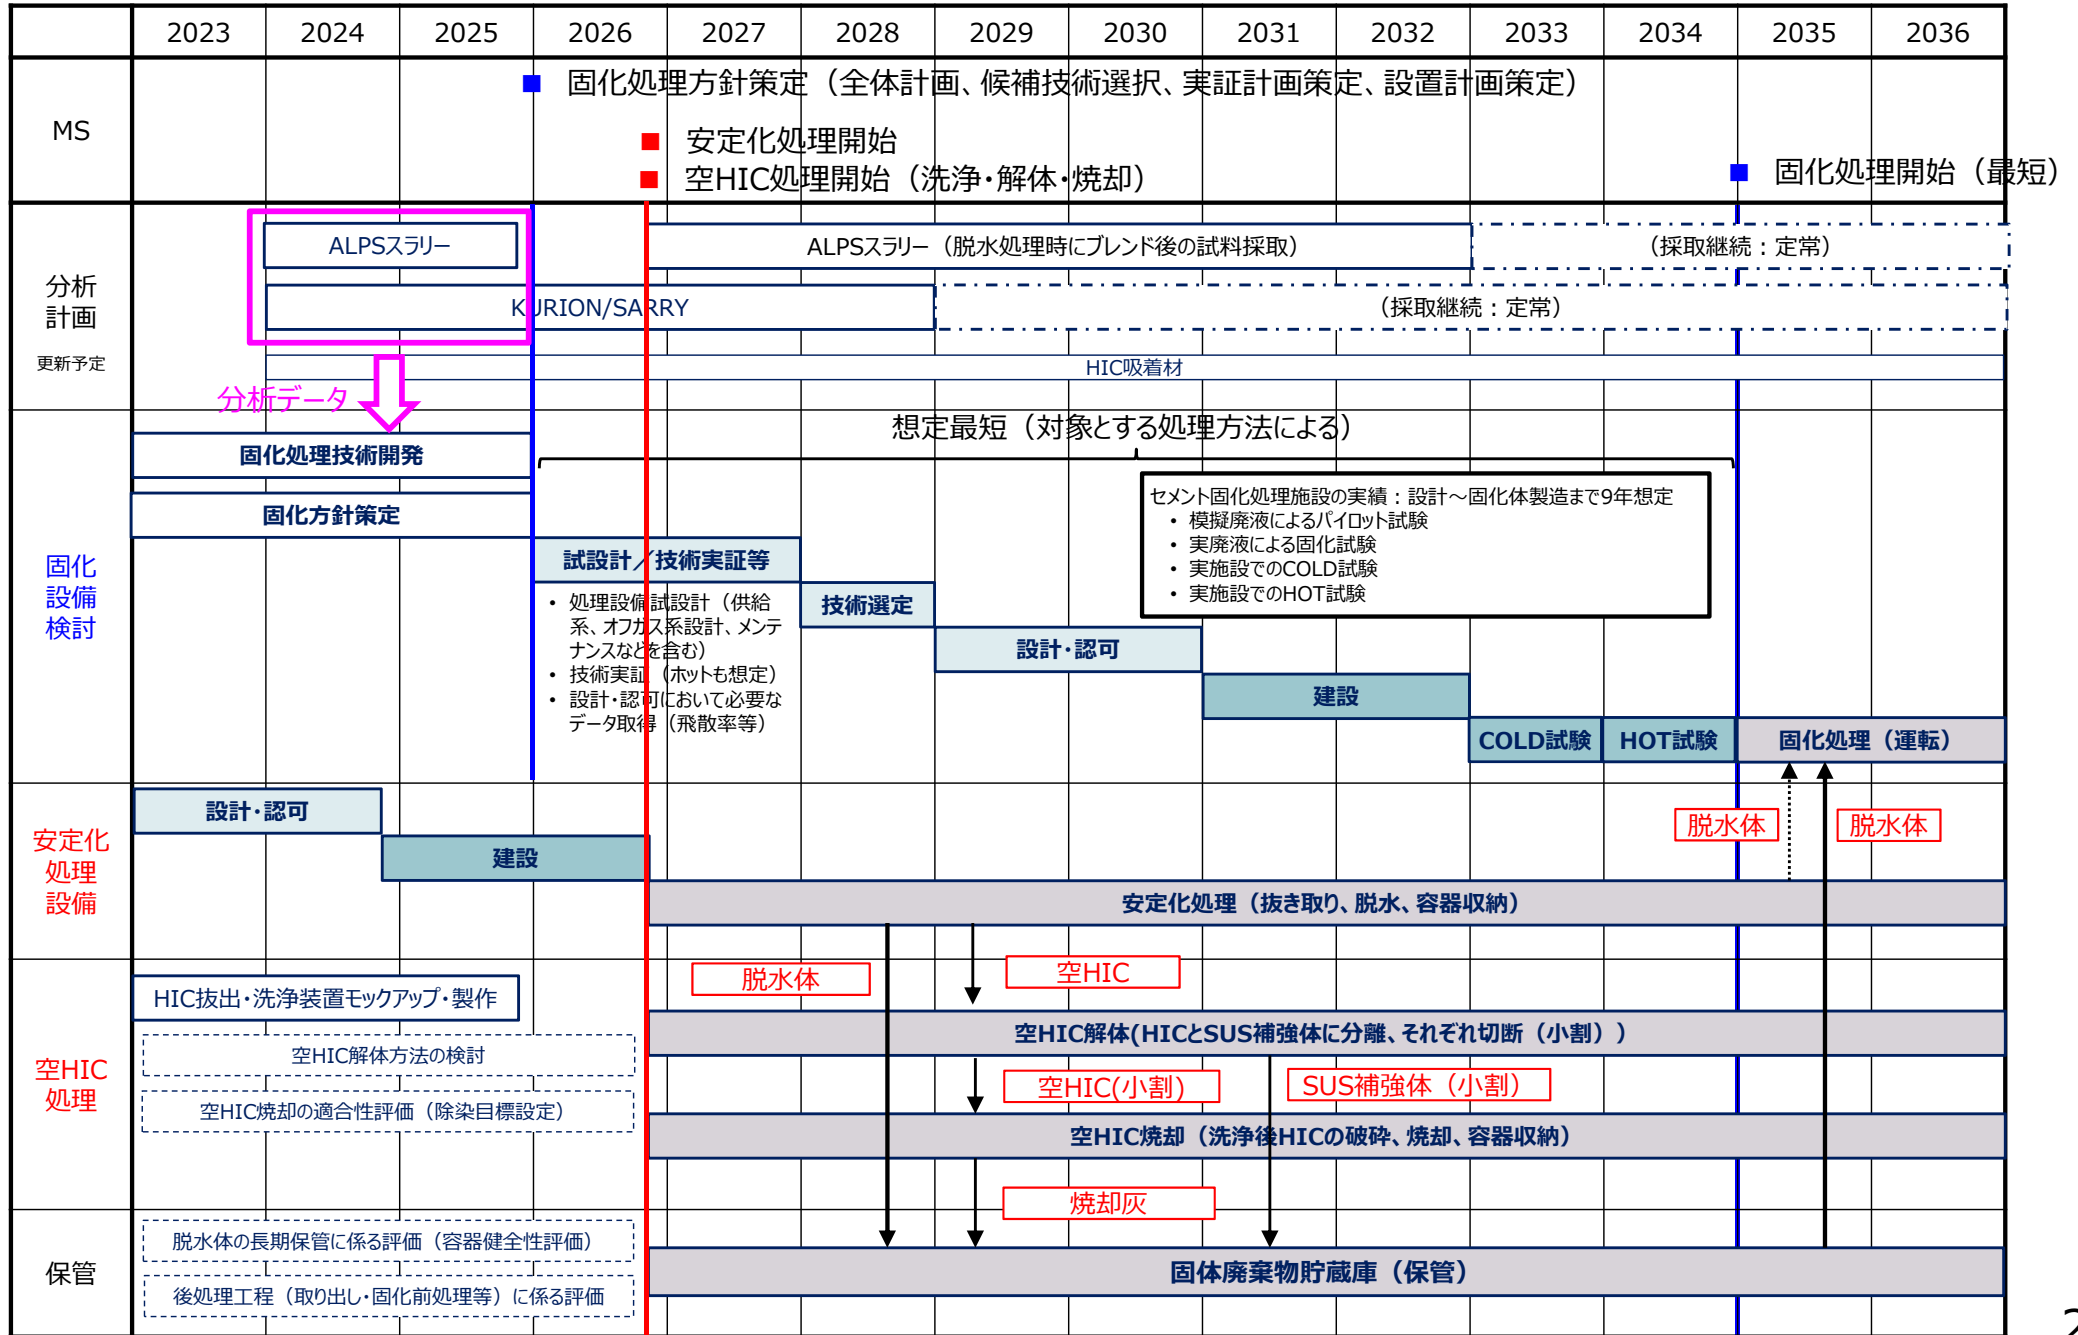 2023 2024 2025 2026 2027 2028 2029 2030 2031 2032 2033 2034 2035 2036
MS
固化処理方針策定（全体計画、候補技術選択、実証計画策定、設置計画策定）
安定化処理開始
空HIC処理開始（洗浄・解体・焼却）
固化処理開始（最短）
分析
計画
更新予定
ALPSスラリー
ALPSスラリー（脱水処理時にブレンド後の試料採取）
（採取継続：定常）
KURION/SARRY
（採取継続：定常）
HIC吸着材
分析データ
固化
設備
検討
想定最短（対象とする処理方法による）
固化処理技術開発
固化方針策定
セメント固化処理施設の実績：設計～固化体製造まで9年想定
• 模擬廃液によるパイロット試験
• 実廃液による固化試験
• 実施設でのCOLD試験
• 実施設でのHOT試験
試設計／技術実証等
• 処理設備試設計（供給
系、オフガス系設計、メンテ
ナンスなどを含む）
• 技術実証（ホットも想定）
• 設計・認可において必要な
データ取得（飛散率等）
技術選定
設計・認可
建設
COLD試験
HOT試験
固化処理（運転）
安定化
処理
設備
設計・認可
建設
脱水体
脱水体
安定化処理（抜き取り、脱水、容器収納）
空HIC
処理
脱水体
空HIC
HIC抜出・洗浄装置モックアップ・製作
空HIC解体(HICとSUS補強体に分離、それぞれ切断（小割））
空HIC解体方法の検討
空HIC(小割)
SUS補強体（小割）
空HIC焼却の適合性評価（除染目標設定）
空HIC焼却（洗浄後HICの破砕、焼却、容器収納）
焼却灰
保管
脱水体の長期保管に係る評価（容器健全性評価）
固体廃棄物貯蔵庫（保管）
後処理工程（取り出し・固化前処理等）に係る評価